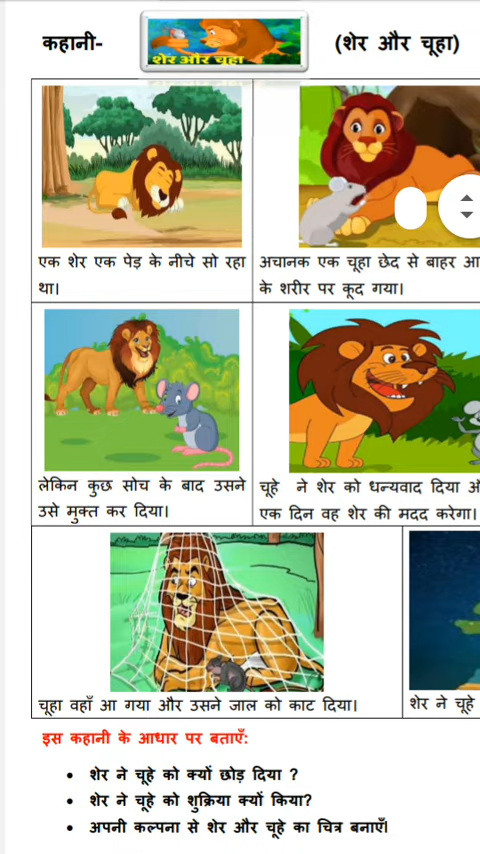 कहानी-
शेर और चूहा
(शेर और चूहा)
एक शेर एक पेड़ के नीचे सो रहा
था।
अचानक एक चूहा छेद से बाहर आ
के शरीर पर कूद गया।
लेकिन कुछ सोच के बाद उसने
उसे मुक्त कर दिया।
चूहे ने शेर को धन्यवाद दिया
एक दिन वह शेर की मदद करेगा।
चूहा वहाँ आ गया और उसने जाल को काट दिया।
शेर ने चूहे
इस कहानी के आधार पर बताएँ:
• शेर ने चूहे को क्यों छोड़ दिया ?
• शेर ने चूहे को शुक्रिया क्यों किया?
• अपनी कल्पना से शेर और चूहे का चित्र बनाएँ।